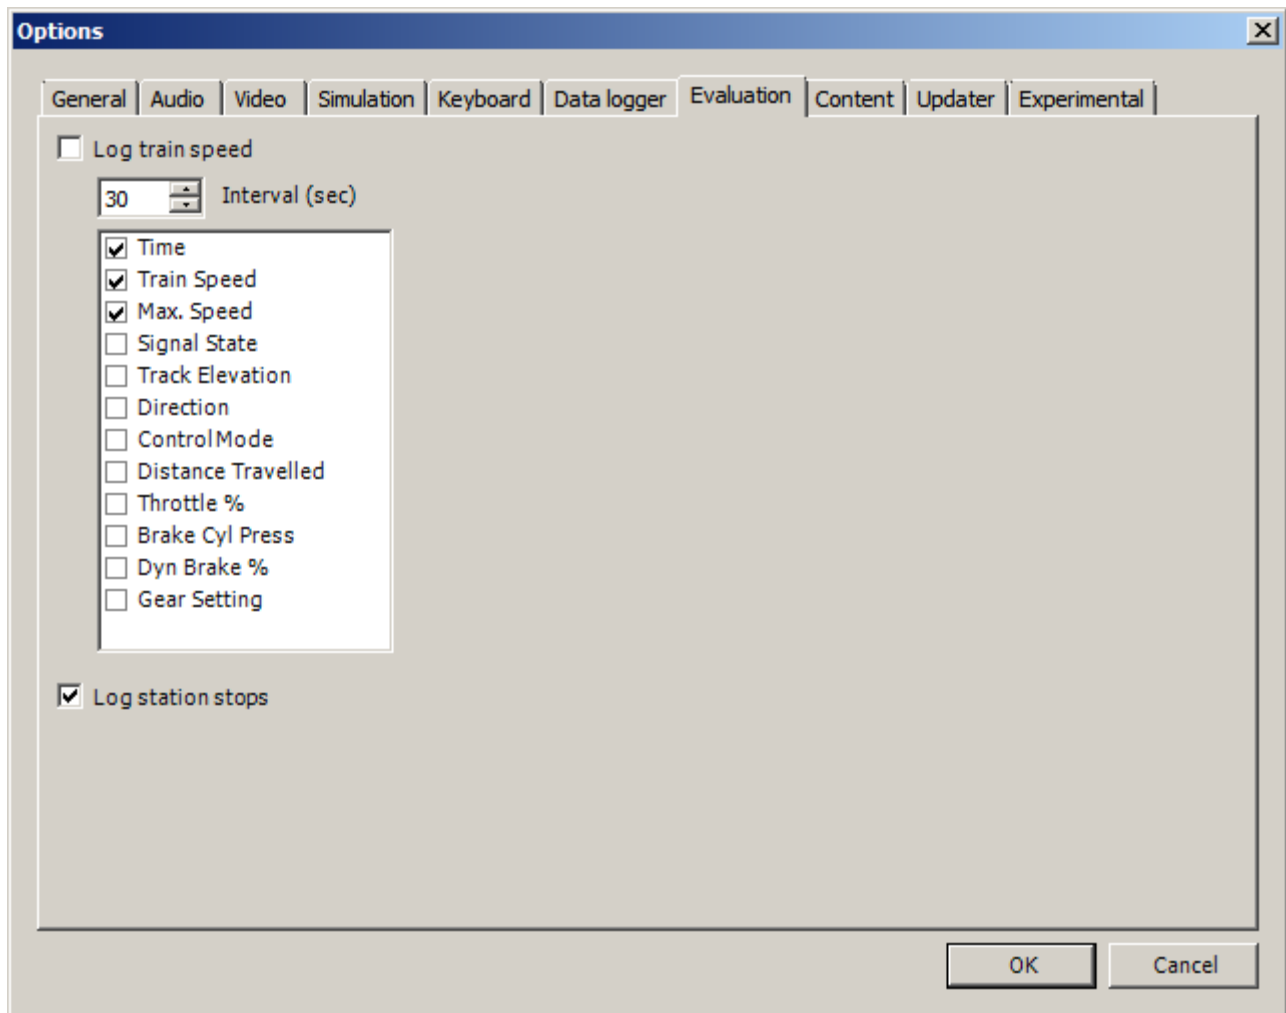 Options
General Audio Video Simulation Keyboard Data logger Evaluation Content Updater Experimental
Log train speed
30 Interval (sec)
Time
Train Speed
Max. Speed
Signal State
Track Elevation
Direction
ControlMode
Distance Travelled
Throttle %
Brake Cyl Press
Dyn Brake %
Gear Setting
Log station stops
OK Cancel